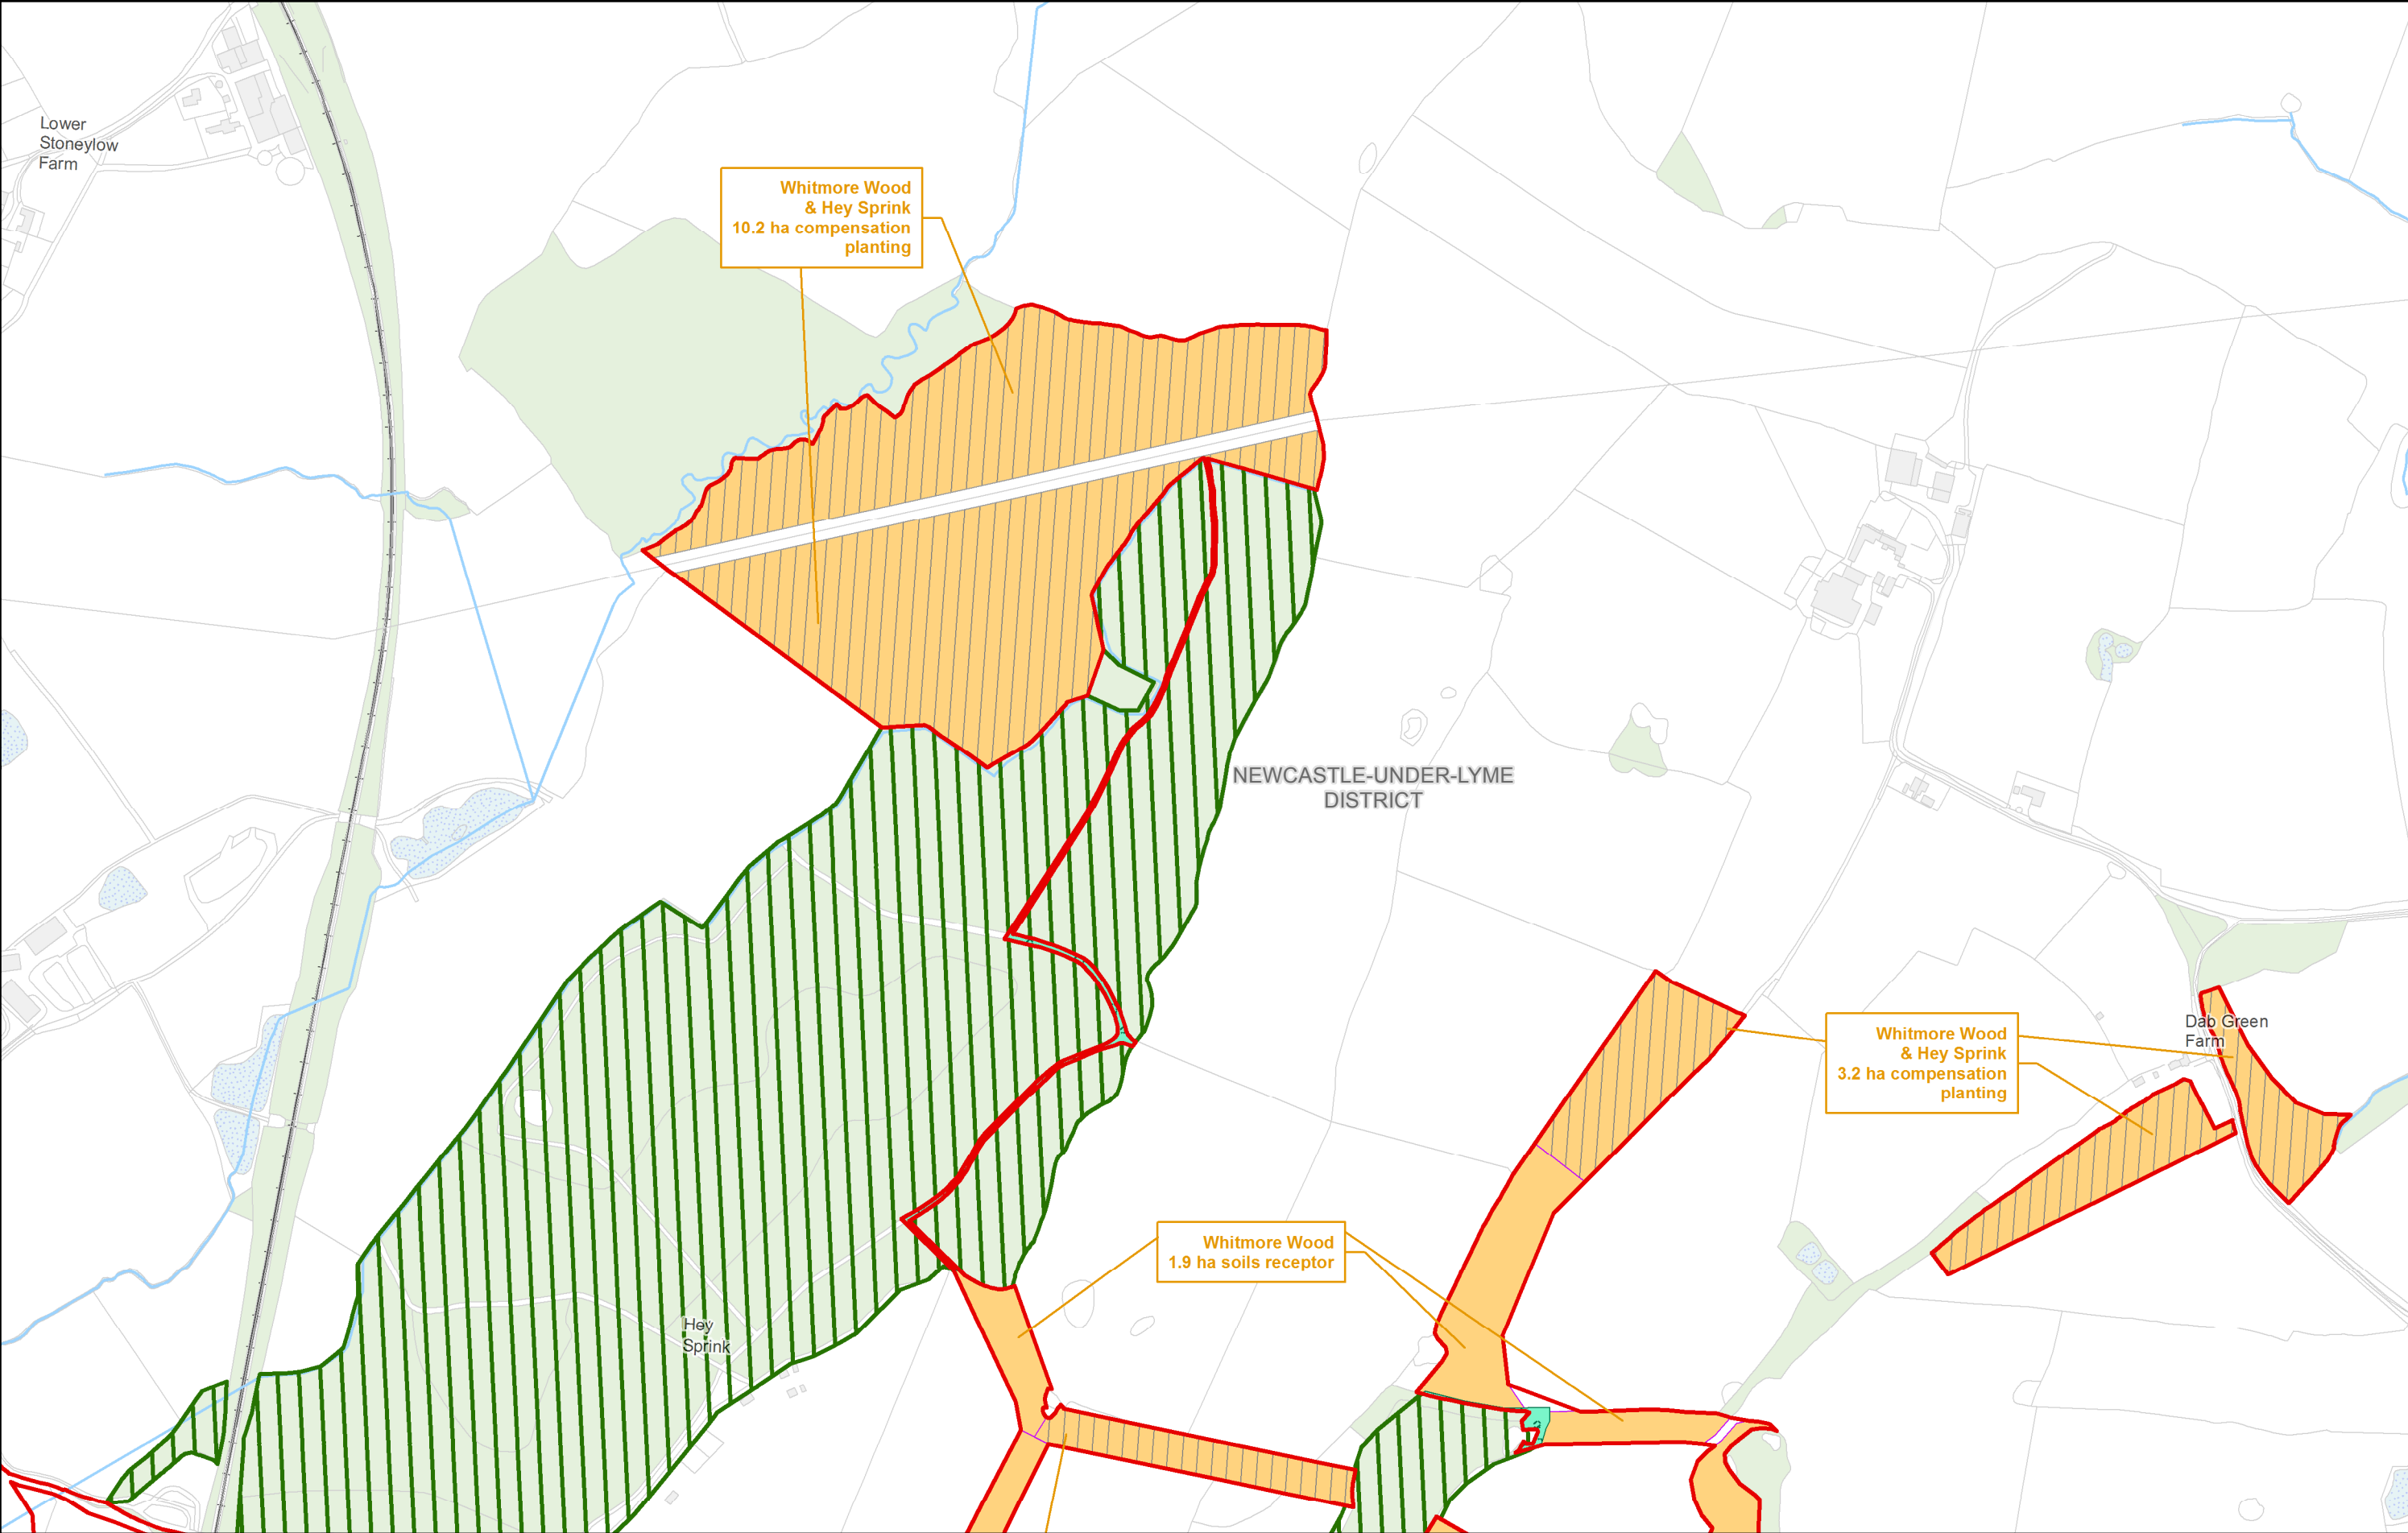 Lower
Stoneylow
Farm
Whitmore Wood
& Hey Sprink
10.2 ha compensation
planting
NEWCASTLE-UNDER-LYME
DISTRICT
Dab Green
Farm
Whitmore Wood
& Hey Sprink
3.2 ha compensation
planting
Whitmore Wood
1.9 ha soils receptor
Hey
Sprink